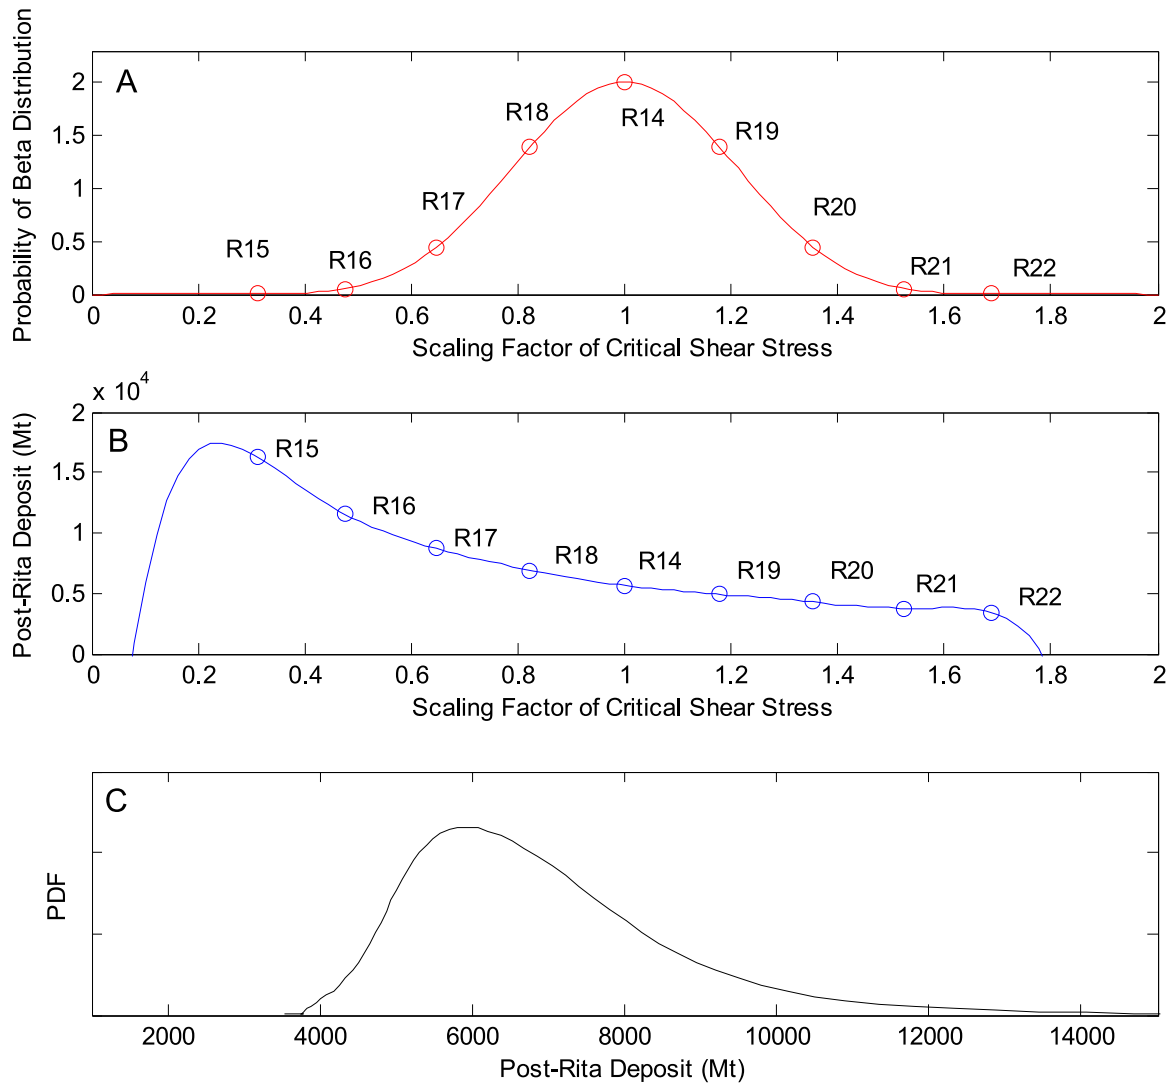 A
Probability of Beta Distribution
2
1.5
1
0.5
0
R15
R16
R17
R18
R14
R19
R20
R21
R22
0 0.2 0.4 0.6 0.8 1 1.2 1.4 1.6 1.8 2
Scaling Factor of Critical Shear Stress
x 10^4
B
Post-Rita Deposit (Mt)
2
1.5
1
0.5
0
R15
R16
R17
R18
R14
R19
R20
R21
R22
0 0.2 0.4 0.6 0.8 1 1.2 1.4 1.6 1.8 2
Scaling Factor of Critical Shear Stress
C
PDF
2000 4000 6000 8000 10000 12000 14000
Post-Rita Deposit (Mt)